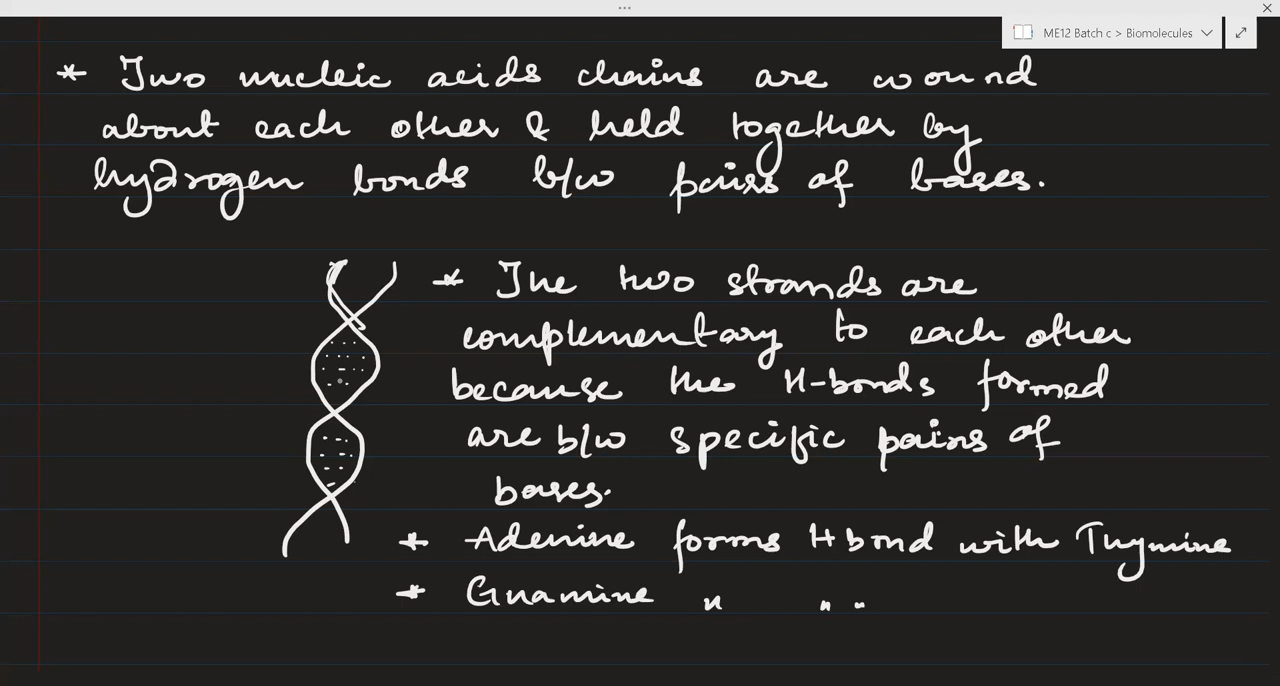 ME12 Batch c > Biomolecules
* Two nucleic acids chains are wound
about each other & held together by
hydrogen bonds b/w pairs of bases.
* The two strands are
complementary to each other
because the H-bonds formed
are b/w specific pairs of
bases.
* Adenine forms H bond with Thymine
* Guanine " " "